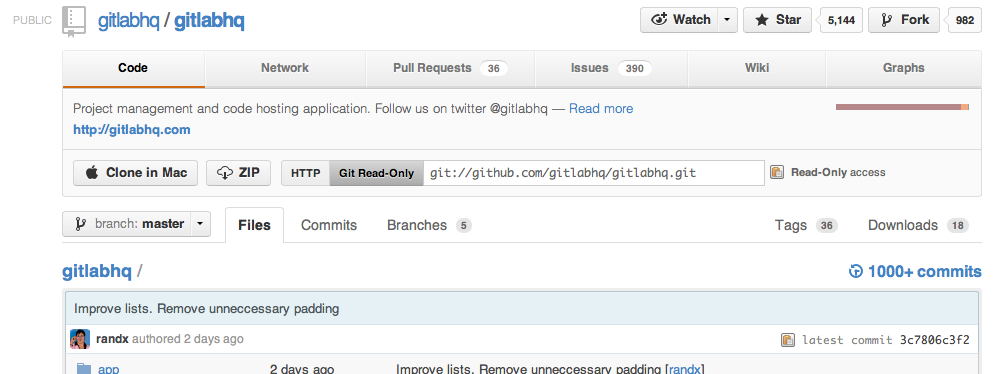 PUBLIC gitlabhq / gitlabhq Watch Star 5,144 Fork 982
Code Network Pull Requests 36 Issues 390 Wiki Graphs
Project management and code hosting application. Follow us on twitter @gitlabhq — Read more
http://gitlabhq.com
Clone in Mac ZIP HTTP Git Read-Only git://github.com/gitlabhq/gitlabhq.git Read-Only access
branch: master Files Commits Branches 5 Tags 36 Downloads 18
gitlabhq / 1000+ commits
Improve lists. Remove unneccessary padding
randx authored 2 days ago latest commit 3c7806c3f2
app 2 days ago Improve lists. Remove unneccessary padding [randx]